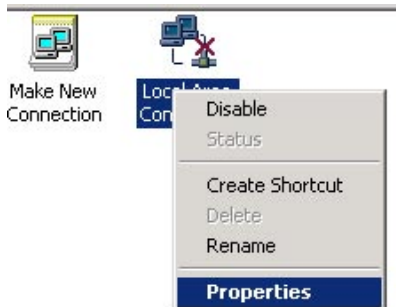 Make New
Connection
Local Area
Con
Disable
Status
Create Shortcut
Delete
Rename
Properties